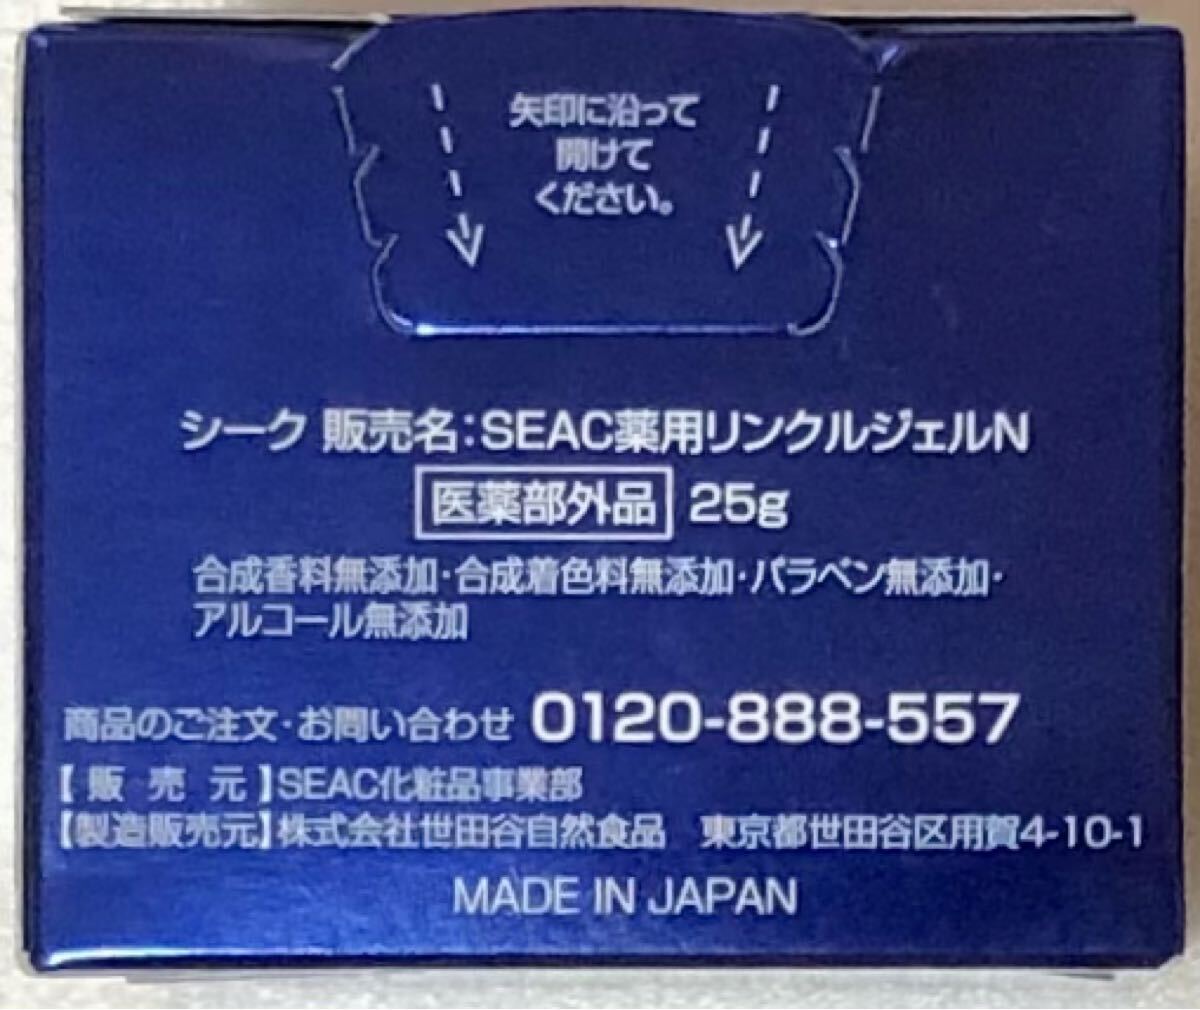 矢印に沿って
開けて
ください。
シーク 販売名:SEAC薬用リンクルジェルN
医薬部外品 25g
合成香料無添加・合成着色料無添加・パラベン無添加・
アルコール無添加
商品のご注文・お問い合わせ 0120-888-557
【販売元】SEAC化粧品事業部
【製造販売元】株式会社世田谷自然食品 東京都世田谷区用賀4-10-1
MADE IN JAPAN